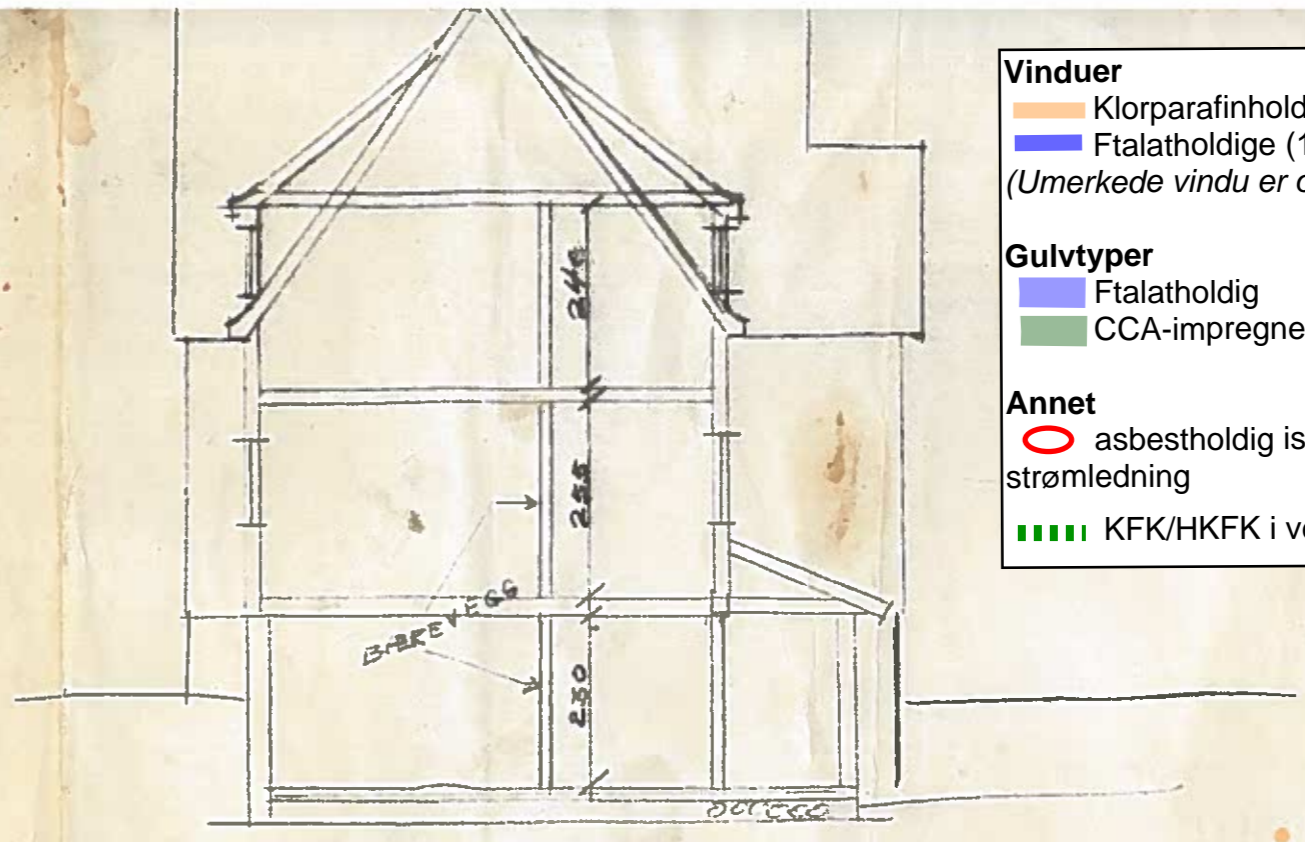 Vinduer
Klorparafinhold
Ftalatholdige (1
(Umerkede vindu er o
Gulvtyper
Ftalatholdig
CCA-impregne
Annet
asbestholdig is
strømledning
KFK/HKFK i ve
240
255
BÆREVEGG
230